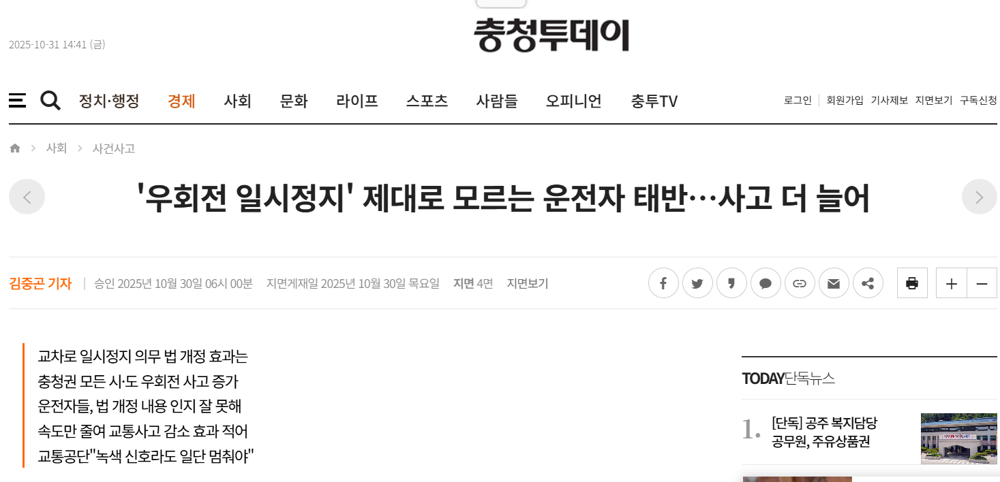 충청투데이
2025-10-31 14:41 (금)
정치·행정 경제 사회 문화 라이프 스포츠 사람들 오피니언 충투TV
로그인 회원가입 기사제보 지면보기 구독신청
사회 사건사고
'우회전 일시정지' 제대로 모르는 운전자 태반…사고 더 늘어
김중곤 기자 승인 2025년 10월 30일 06시 00분 지면게재일 2025년 10월 30일 목요일 지면 4면 지면보기
교차로 일시정지 의무 법 개정 효과는
충청권 모든 시·도 우회전 사고 증가
운전자들, 법 개정 내용 인지 잘 못해
속도만 줄여 교통사고 감소 효과 적어
교통공단"녹색 신호라도 일단 멈춰야"
TODAY단독뉴스
1. [단독] 공주 복지담당
공무원, 주유상품권